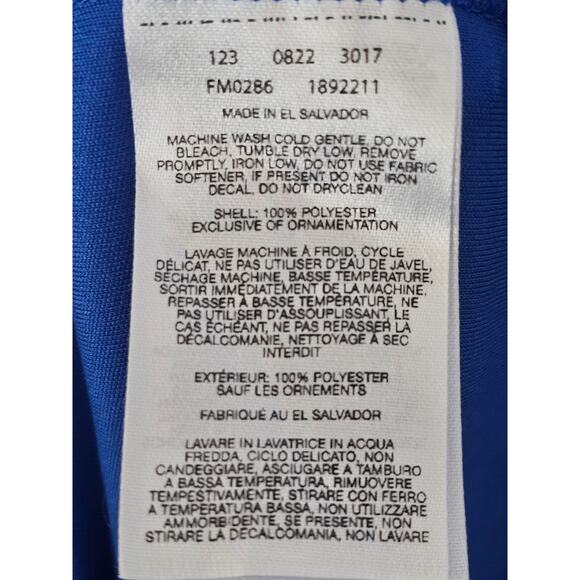 123 0822 3017
FM0286 1892211
MADE IN EL SALVADOR
MACHINE WASH COLD GENTLE, DO NOT
BLEACH, TUMBLE DRY LOW, REMOVE
PROMPTLY, IRON LOW, DO NOT USE FABRIC
SOFTENER, IF PRESENT DO NOT IRON
DECAL, DO NOT DRYCLEAN
SHELL: 100% POLYESTER
EXCLUSIVE OF ORNAMENTATION
LAVAGE MACHINE À FROID, CYCLE
DÉLICAT, NE PAS UTILISER D'EAU DE JAVEL,
SÉCHAGE MACHINE, BASSE TEMPÉRATURE,
SORTIR IMMÉDIATEMENT DE LA MACHINE,
REPASSER À BASSE TEMPÉRATURE, NE
PAS UTILISER D'ASSOUPLISSANT, LE
CAS ÉCHÉANT, NE PAS REPASSER LA
DÉCALCOMANIE, NETTOYAGE À SEC
INTERDIT
EXTÉRIEUR: 100% POLYESTER
SAUF LES ORNEMENTS
FABRIQUÉ AU EL SALVADOR
LAVARE IN LAVATRICE IN ACQUA
FREDDA, CICLO DELICATO, NON
CANDEGGIARE, ASCIUGARE A TAMBURO
A BASSA TEMPERATURA, RIMUOVERE
TEMPESTIVAMENTE, STIRARE CON FERRO
A TEMPERATURA BASSA, NON UTILIZZARE
AMMORBIDENTE, SE PRESENTE, NON
STIRARE LA DECALCOMANIA, NON LAVARE